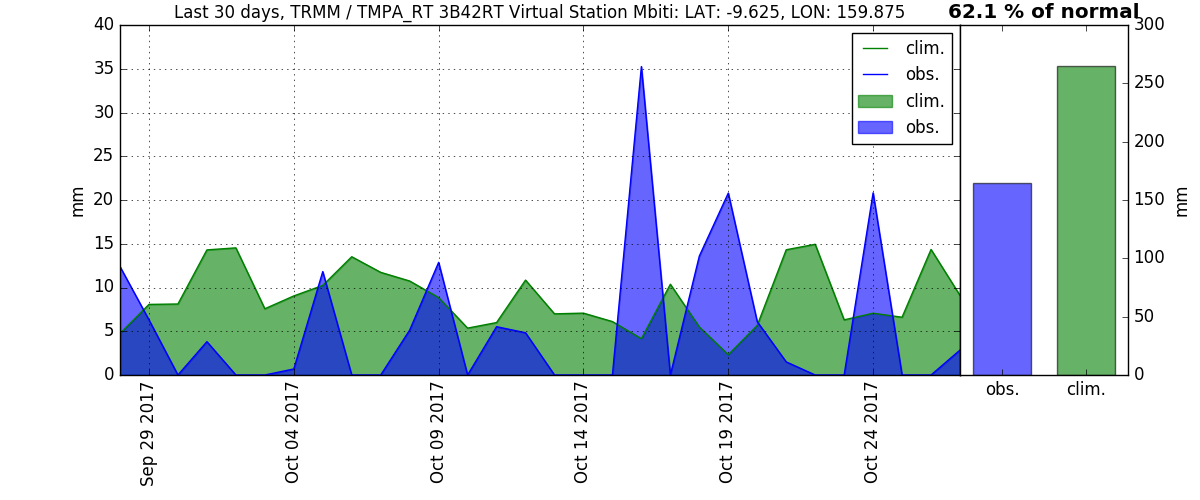 Last 30 days, TRMM / TMPA_RT 3B42RT Virtual Station Mbiti: LAT: -9.625, LON: 159.875
62.1 % of normal
40
35
30
25
20
15
10
5
0
mm
clim.
obs.
clim.
obs.
Sep 29 2017
Oct 04 2017
Oct 09 2017
Oct 14 2017
Oct 19 2017
Oct 24 2017
300
250
200
150
100
50
0
mm
obs.
clim.